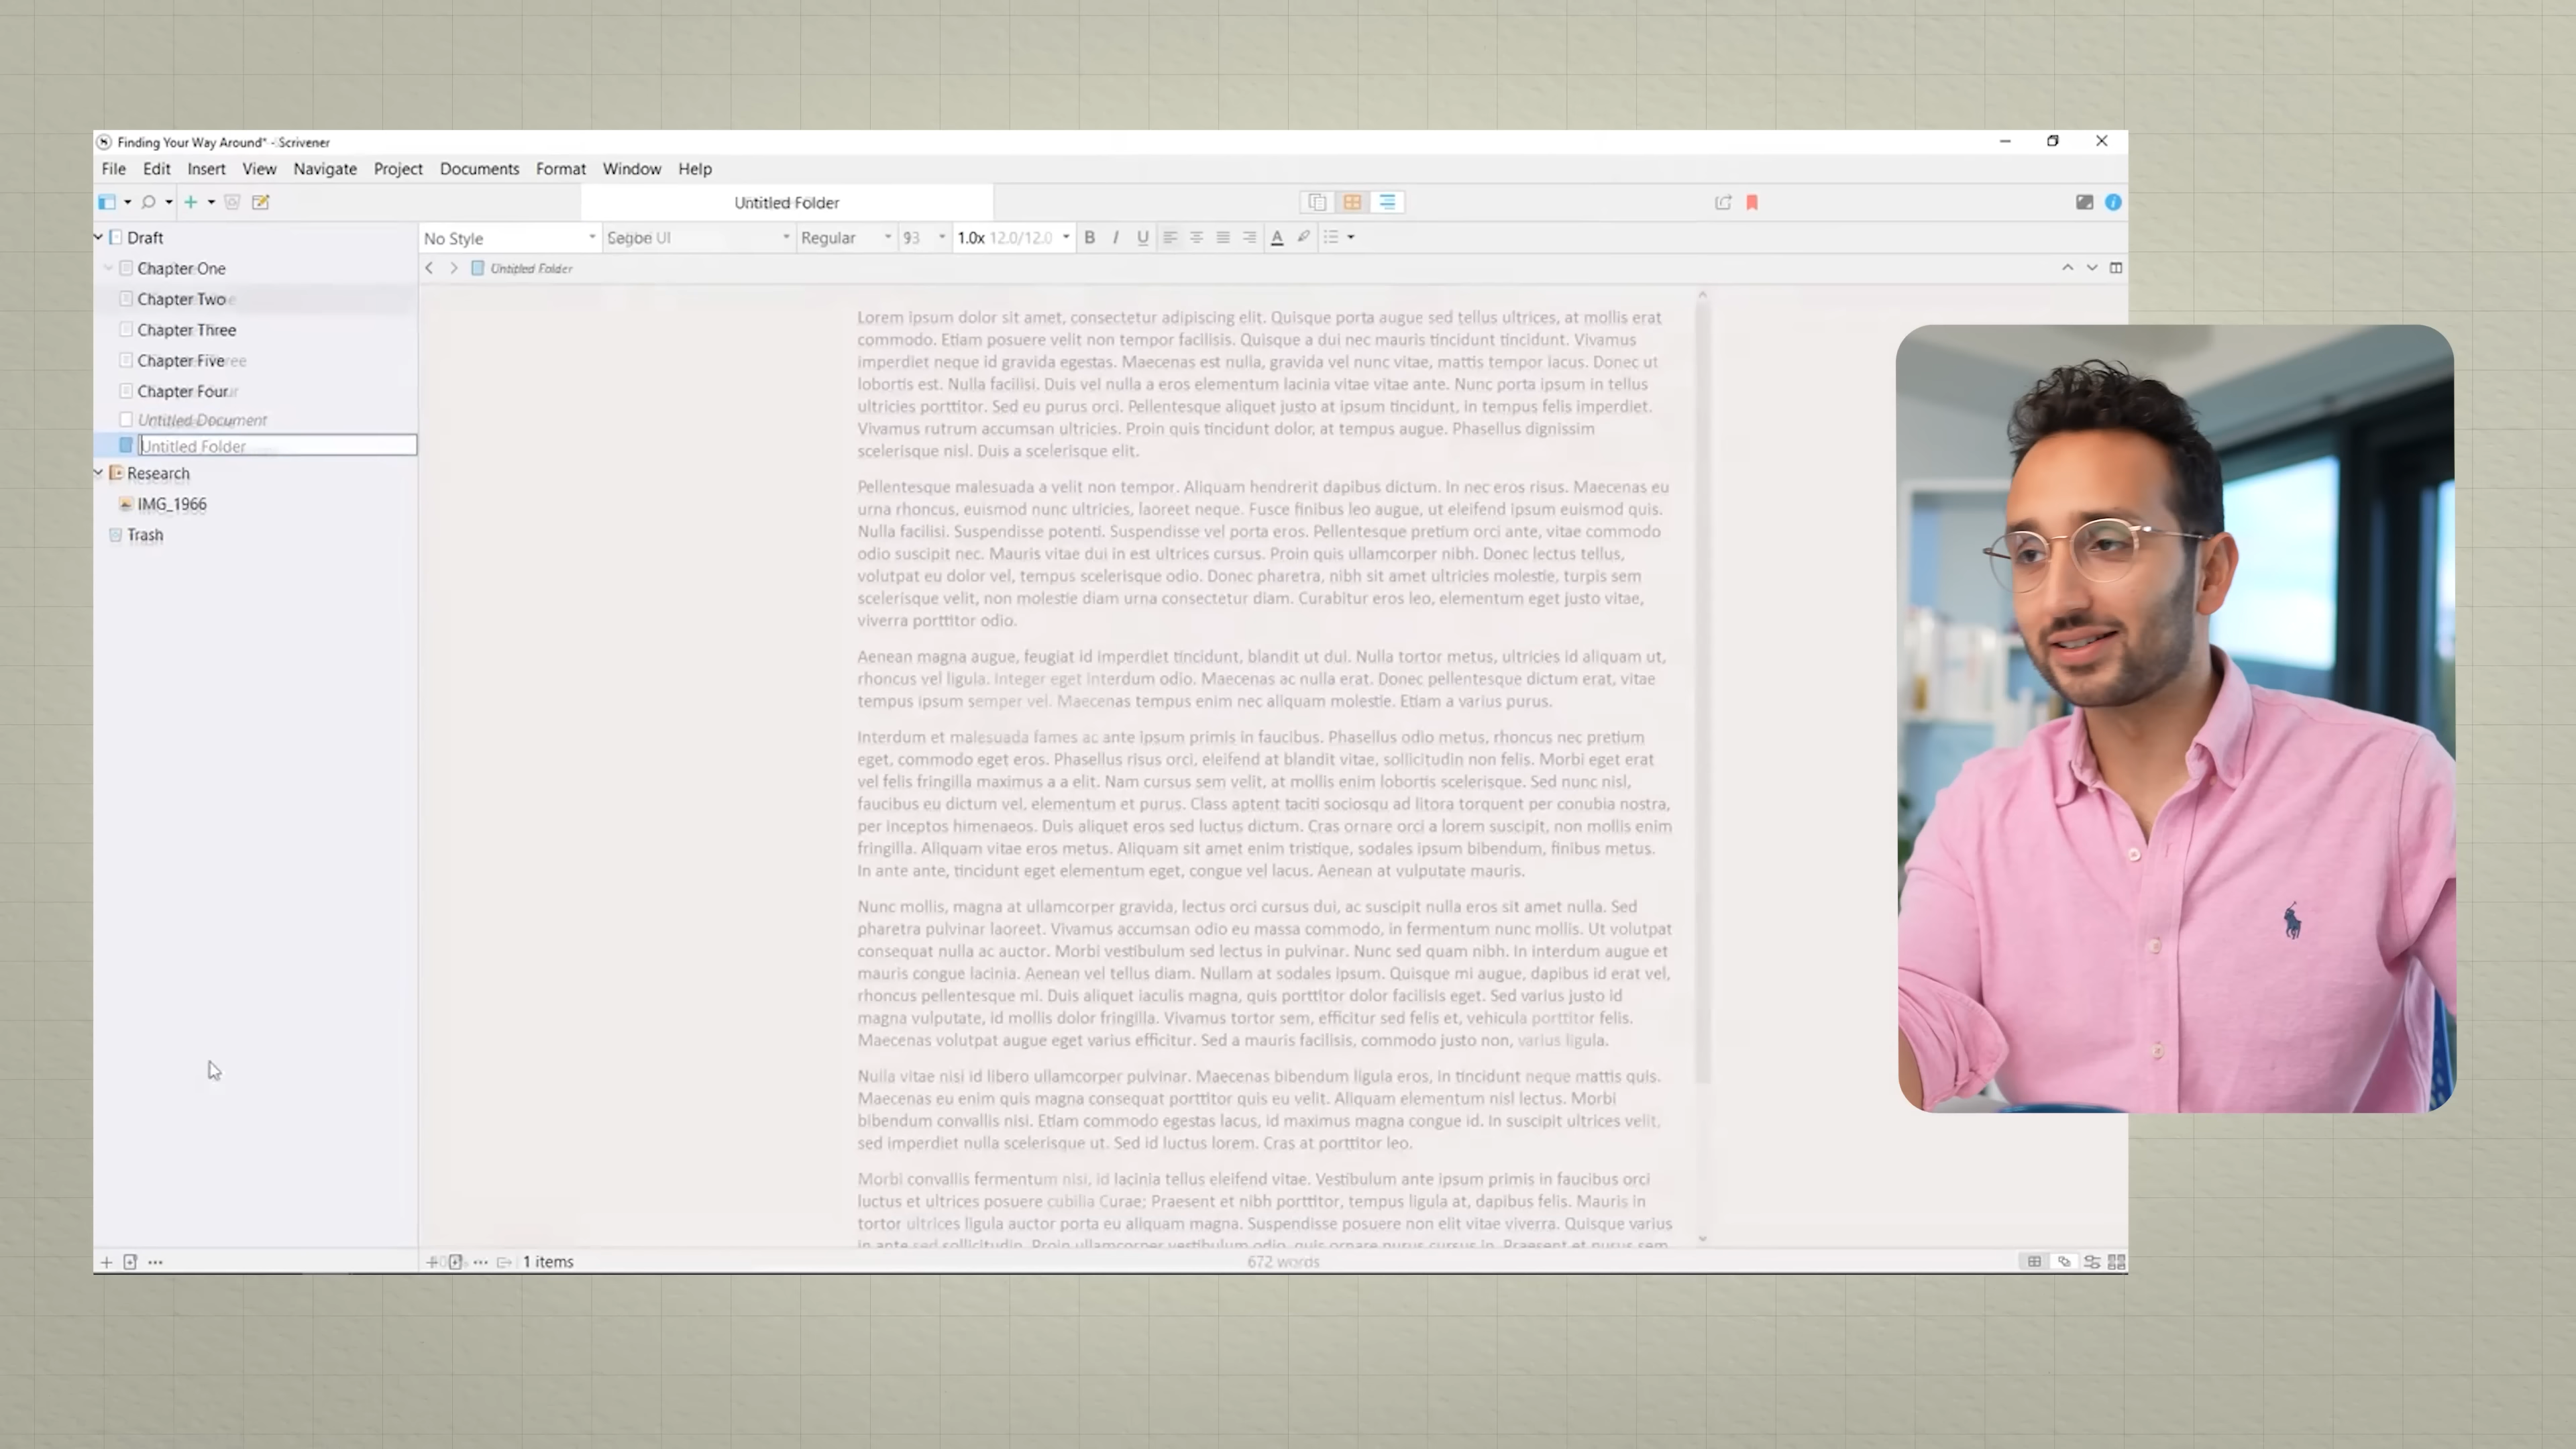 Finding Your Way Around* - Scrivener
File Edit Insert View Navigate Project Documents Format Window Help
Untitled Folder
Draft
No Style Segoe UI Regular 1.0x 12.0/12.0 B I U A
Chapter One
Untitled Folder
Chapter Two
Chapter Three
Chapter Five
Chapter Four
Untitled Document
Untitled Folder
Research
IMG_1966
Trash
Lorem ipsum dolor sit amet, consectetur adipiscing elit. Quisque porta augue sed tellus ultrices, at mollis erat
commodo. Etiam posuere velit non tempor facilisis. Quisque a dui nec mauris tincidunt tincidunt. Vivamus
imperdiet neque id gravida egestas. Maecenas est nulla, gravida vel nunc vitae, mattis tempor lacus. Donec ut
lobortis est. Nulla facilisi. Duis vel nulla a eros elementum lacinia vitae vitae ante. Nunc porta ipsum in tellus
ultricies porttitor. Sed eu purus orci. Pellentesque aliquet justo at ipsum tincidunt, in tempus felis imperdiet.
Vivamus rutrum accumsan ultricies. Proin quis tincidunt dolor, at tempus augue. Phasellus dignissim
scelerisque nisl. Duis a scelerisque elit.
Pellentesque malesuada a velit non tempor. Aliquam hendrerit dapibus dictum. In nec eros risus. Maecenas eu
urna rhoncus, euismod nunc ultricies, laoreet neque. Fusce finibus leo augue, ut eleifend ipsum euismod quis.
Nulla facilisi. Suspendisse potenti. Suspendisse vel porta eros. Pellentesque pretium orci ante, vitae commodo
odio suscipit nec. Mauris vitae dui in est ultrices cursus. Proin quis ullamcorper nibh. Donec lectus tellus,
volutpat eu dolor vel, tempus scelerisque odio. Donec pharetra, nibh sit amet ultricies molestie, turpis sem
scelerisque velit, non molestie diam urna consectetur diam. Curabitur eros leo, elementum eget justo vitae,
viverra porttitor odio.
Aenean magna augue, feugiat id imperdiet tincidunt, blandit ut dui. Nulla tortor metus, ultricies id aliquam ut,
rhoncus vel ligula. Integer eget interdum odio. Maecenas ac nulla erat. Donec pellentesque dictum erat, vitae
tempus ipsum semper vel. Maecenas tempus enim nec aliquam molestie. Etiam a varius purus.
Interdum et malesuada fames ac ante ipsum primis in faucibus. Phasellus odio metus, rhoncus nec pretium
eget, commodo eget eros. Phasellus risus orci, eleifend at blandit vitae, sollicitudin non felis. Morbi eget erat
vel felis fringilla maximus a a elit. Nam cursus sem velit, at mollis enim lobortis scelerisque. Sed nunc nisl,
faucibus eu dictum vel, elementum et purus. Class aptent taciti sociosqu ad litora torquent per conubia nostra,
per inceptos himenaeos. Duis aliquet eros sed luctus dictum. Cras ornare orci a lorem suscipit, non mollis enim
fringilla. Aliquam vitae eros metus. Aliquam sit amet enim tristique, sodales ipsum bibendum, finibus metus.
In ante ante, tincidunt eget elementum eget, congue vel lacus. Aenean at vulputate mauris.
Nunc mollis, magna at ullamcorper gravida, lectus orci cursus dui, ac suscipit nulla eros sit amet nulla. Sed
pharetra pulvinar laoreet. Vivamus accumsan odio eu massa commodo, in fermentum nunc mollis. Ut volutpat
consequat nulla ac auctor. Morbi vestibulum sed lectus in pulvinar. Nunc sed quam nibh. In interdum augue et
mauris congue lacinia. Aenean vel tellus diam. Nullam at sodales ipsum. Quisque mi augue, dapibus id erat vel,
rhoncus pellentesque mi. Duis aliquet iaculis magna, quis porttitor dolor facilisis eget. Sed varius justo id
magna vulputate, id mollis dolor fringilla. Vivamus tortor sem, efficitur sed felis et, vehicula porttitor felis.
Maecenas volutpat augue eget varius efficitur. Sed a mauris facilisis, commodo justo non, varius ligula.
Nulla vitae nisi id libero ullamcorper pulvinar. Maecenas bibendum ligula eros, in tincidunt neque mattis quis.
Maecenas eu enim quis magna consequat porttitor quis eu velit. Aliquam elementum nisl lectus. Morbi
bibendum convallis nisi. Etiam commodo egestas lacus, id maximus magna congue id. In suscipit ultrices velit,
sed imperdiet nulla scelerisque ut. Sed id luctus lorem. Cras at porttitor leo.
Morbi convallis fermentum nisi, id lacinia tellus eleifend vitae. Vestibulum ante ipsum primis in faucibus orci
luctus et ultrices posuere cubilia Curae; Praesent et nibh porttitor, tempus ligula at, dapibus felis. Mauris in
tortor ultrices ligula auctor porta eu aliquam magna. Suspendisse posuere non elit vitae viverra. Quisque varius
in ante sed sollicitudin. Proin ullamcorper vestibulum odio, quis ornare purus cursus in. Praesent et purus sem
1 items
672 words